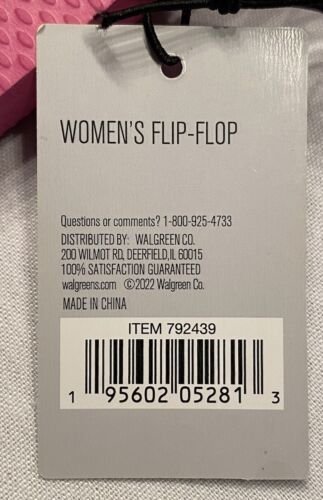 WOMEN'S FLIP-FLOP
Questions or comments? 1-800-925-4733
DISTRIBUTED BY: WALGREEN CO.
200 WILMOT RD, DEERFIELD,IL 60015
100% SATISFACTION GUARANTEED
walgreens.com ©2022 Walgreen Co.
MADE IN CHINA
ITEM 792439
1 95602 05281 3